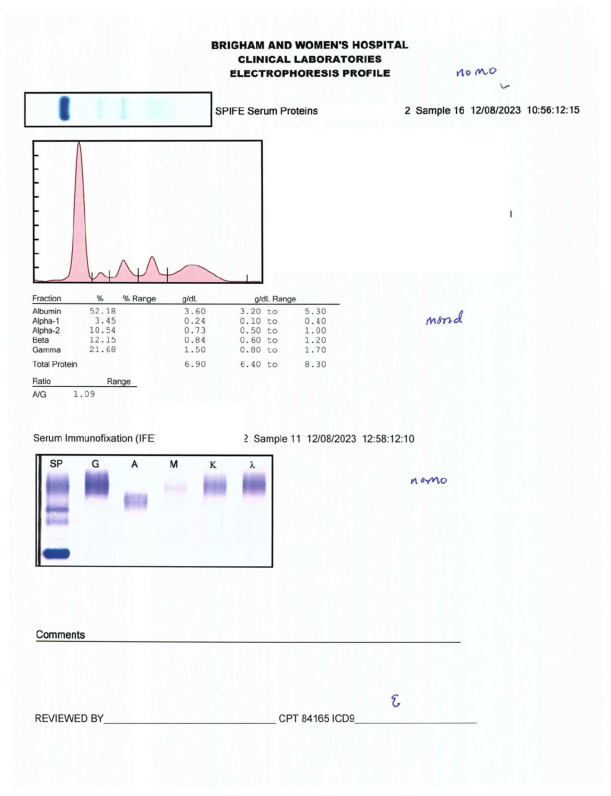 BRIGHAM AND WOMEN'S HOSPITAL
CLINICAL LABORATORIES
ELECTROPHORESIS PROFILE
nomo
SPIFE Serum Proteins 2 Sample 16 12/08/2023 10:56:12:15
Fraction % % Range g/dL g/dL Range
Albumin 52.18 3.60 3.20 to 5.30
Alpha-1 3.45 0.24 0.10 to 0.40
Alpha-2 10.54 0.73 0.50 to 1.00
Beta 12.15 0.84 0.60 to 1.20
Gamma 21.68 1.50 0.80 to 1.70
Total Protein 6.90 6.40 to 8.30
Ratio Range
A/G 1.09
Serum Immunofixation (IFE 2 Sample 11 12/08/2023 12:58:12:10
SP G A M K λ
nomo
Comments
REVIEWED BY CPT 84165 ICD9